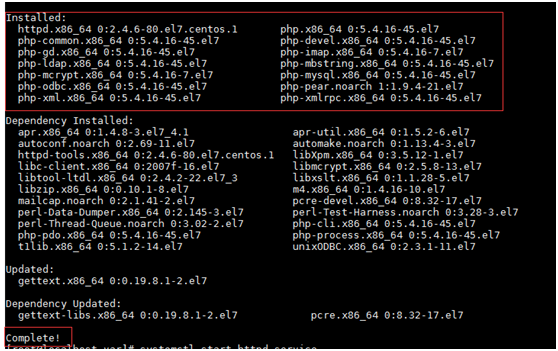 Installed:
httpd.x86_64 0:2.4.6-80.el7.centos.1 php.x86_64 0:5.4.16-45.el7
php-common.x86_64 0:5.4.16-45.el7 php-devel.x86_64 0:5.4.16-45.el7
php-gd.x86_64 0:5.4.16-45.el7 php-imap.x86_64 0:5.4.16-7.el7
php-ldap.x86_64 0:5.4.16-45.el7 php-mbstring.x86_64 0:5.4.16-45.el7
php-mcrypt.x86_64 0:5.4.16-7.el7 php-mysql.x86_64 0:5.4.16-45.el7
php-odbc.x86_64 0:5.4.16-45.el7 php-pear.noarch 1:1.9.4-21.el7
php-xml.x86_64 0:5.4.16-45.el7 php-xmlrpc.x86_64 0:5.4.16-45.el7
Dependency Installed:
apr.x86_64 0:1.4.8-3.el7_4.1 apr-util.x86_64 0:1.5.2-6.el7
autoconf.noarch 0:2.69-11.el7 automake.noarch 0:1.13.4-3.el7
httpd-tools.x86_64 0:2.4.6-80.el7.centos.1 libXpm.x86_64 0:3.5.12-1.el7
libc-client.x86_64 0:2007f-16.el7 libmcrypt.x86_64 0:2.5.8-13.el7
libtool-ltdl.x86_64 0:2.4.2-22.el7_3 libxslt.x86_64 0:1.1.28-5.el7
libzip.x86_64 0:0.10.1-8.el7 m4.x86_64 0:1.4.16-10.el7
mailcap.noarch 0:2.1.41-2.el7 pcre-devel.x86_64 0:8.32-17.el7
perl-Data-Dumper.x86_64 0:2.145-3.el7 perl-Test-Harness.noarch 0:3.28-3.el7
perl-Thread-Queue.noarch 0:3.02-2.el7 php-cli.x86_64 0:5.4.16-45.el7
php-pdo.x86_64 0:5.4.16-45.el7 php-process.x86_64 0:5.4.16-45.el7
t1lib.x86_64 0:5.1.2-14.el7 unixODBC.x86_64 0:2.3.1-11.el7
Updated:
gettext.x86_64 0:0.19.8.1-2.el7
Dependency Updated:
gettext-libs.x86_64 0:0.19.8.1-2.el7 pcre.x86_64 0:8.32-17.el7
Complete!
systemctl start httpd.service